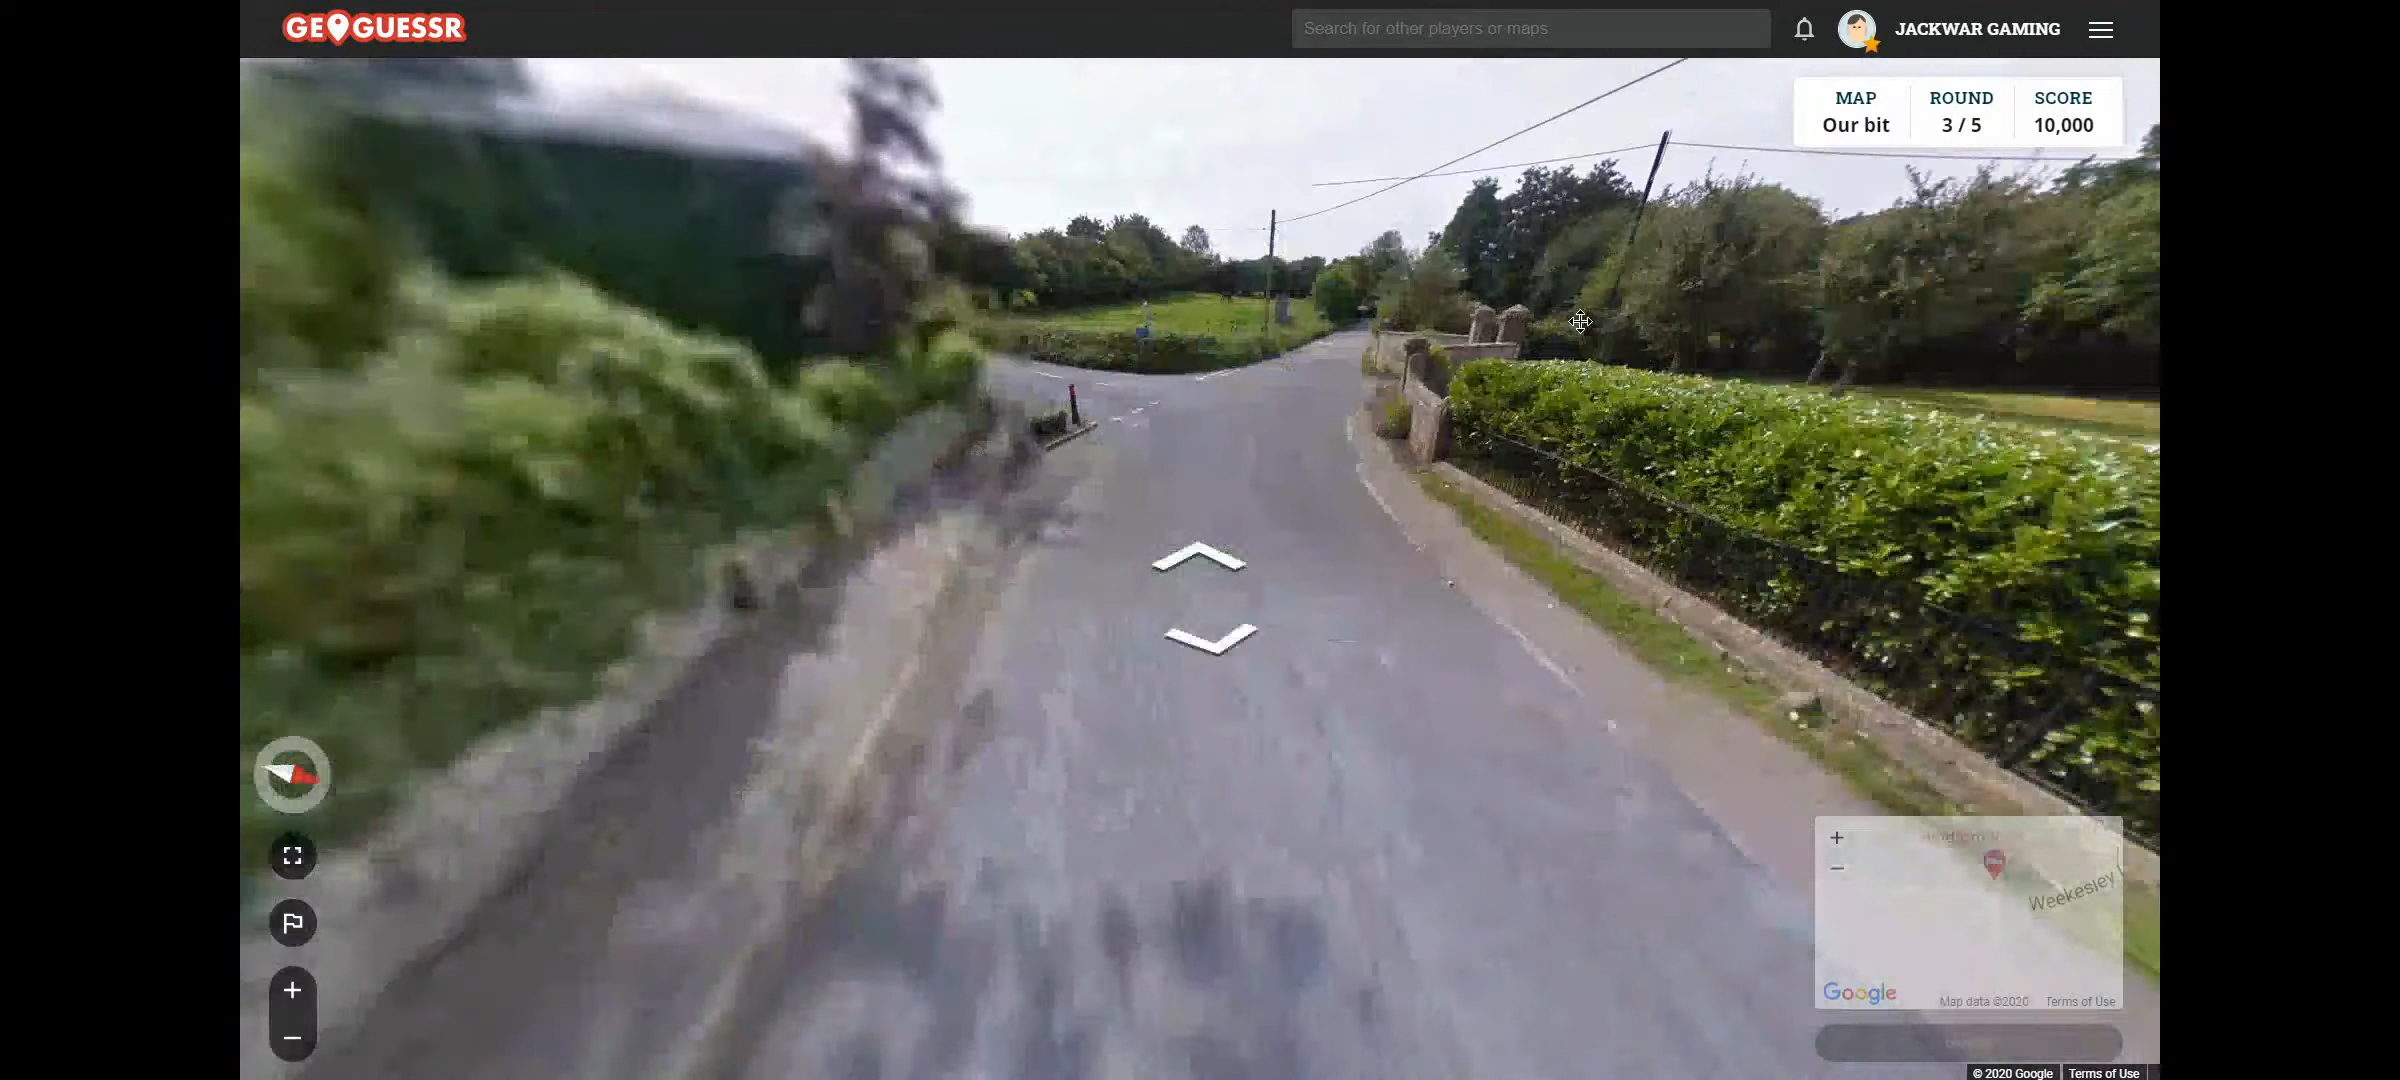 GEOGUESSR
Search for other players or maps
JACKWAR GAMING
MAP ROUND SCORE
Our bit 3 / 5 10,000
Weekesley
Google
Map data ©2020 Terms of Use
© 2020 Google Terms of Use